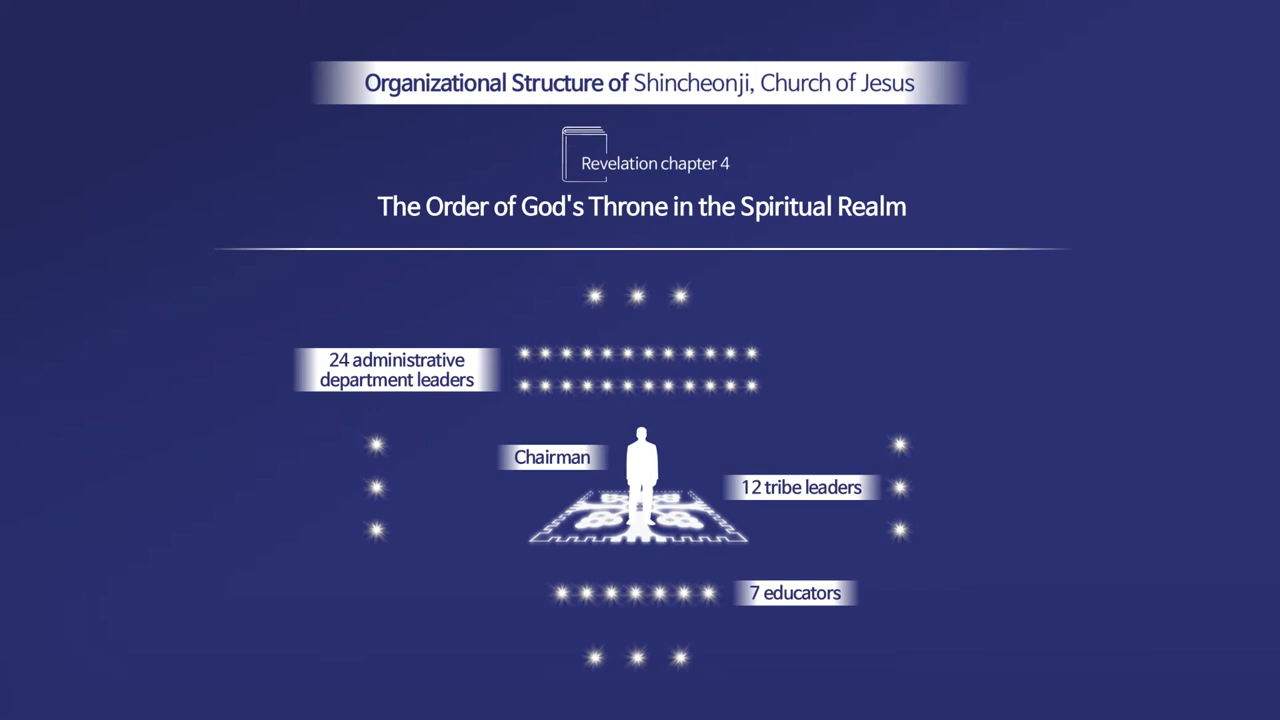 Organizational Structure of Shincheonji, Church of Jesus
Revelation chapter 4
The Order of God's Throne in the Spiritual Realm
24 administrative
department leaders
Chairman
12 tribe leaders
7 educators